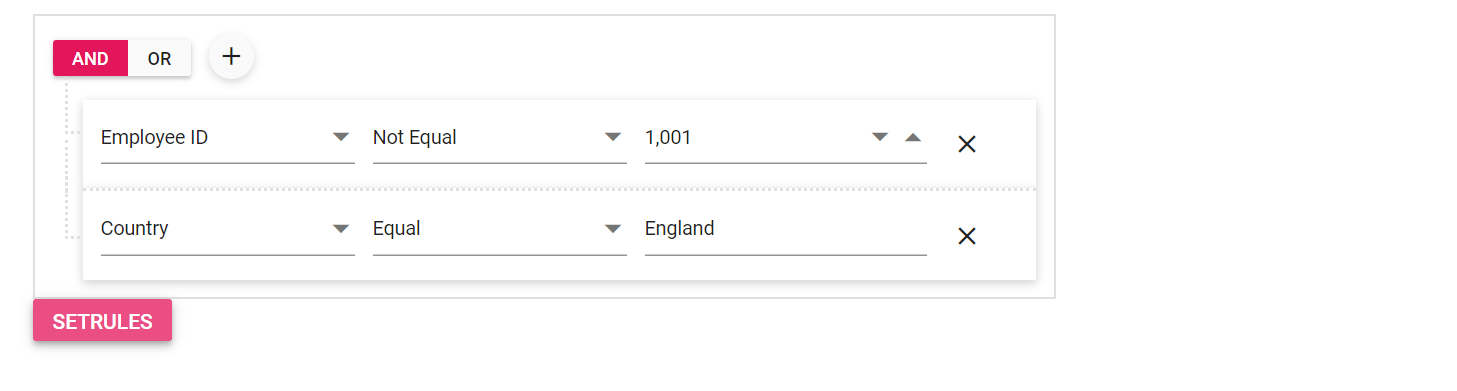 AND OR +
Employee ID Not Equal 1,001
Country Equal England
SETRULES